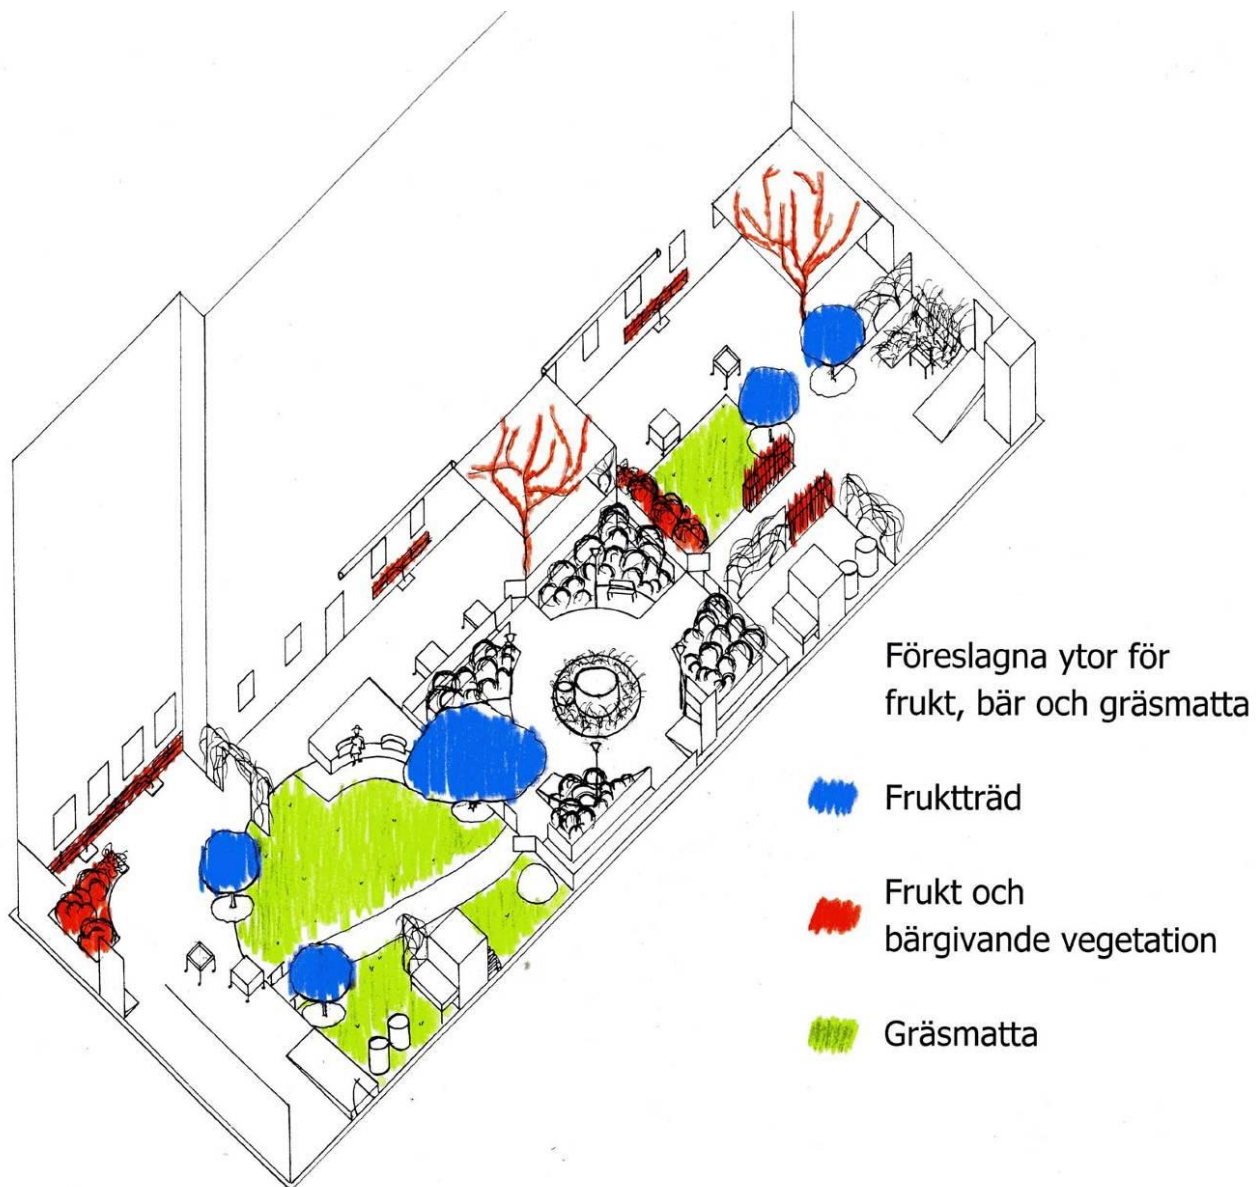 Föreslagna ytor för
frukt, bär och gräsmatta
Fruktträd
Frukt och
bärgivande vegetation
Gräsmatta